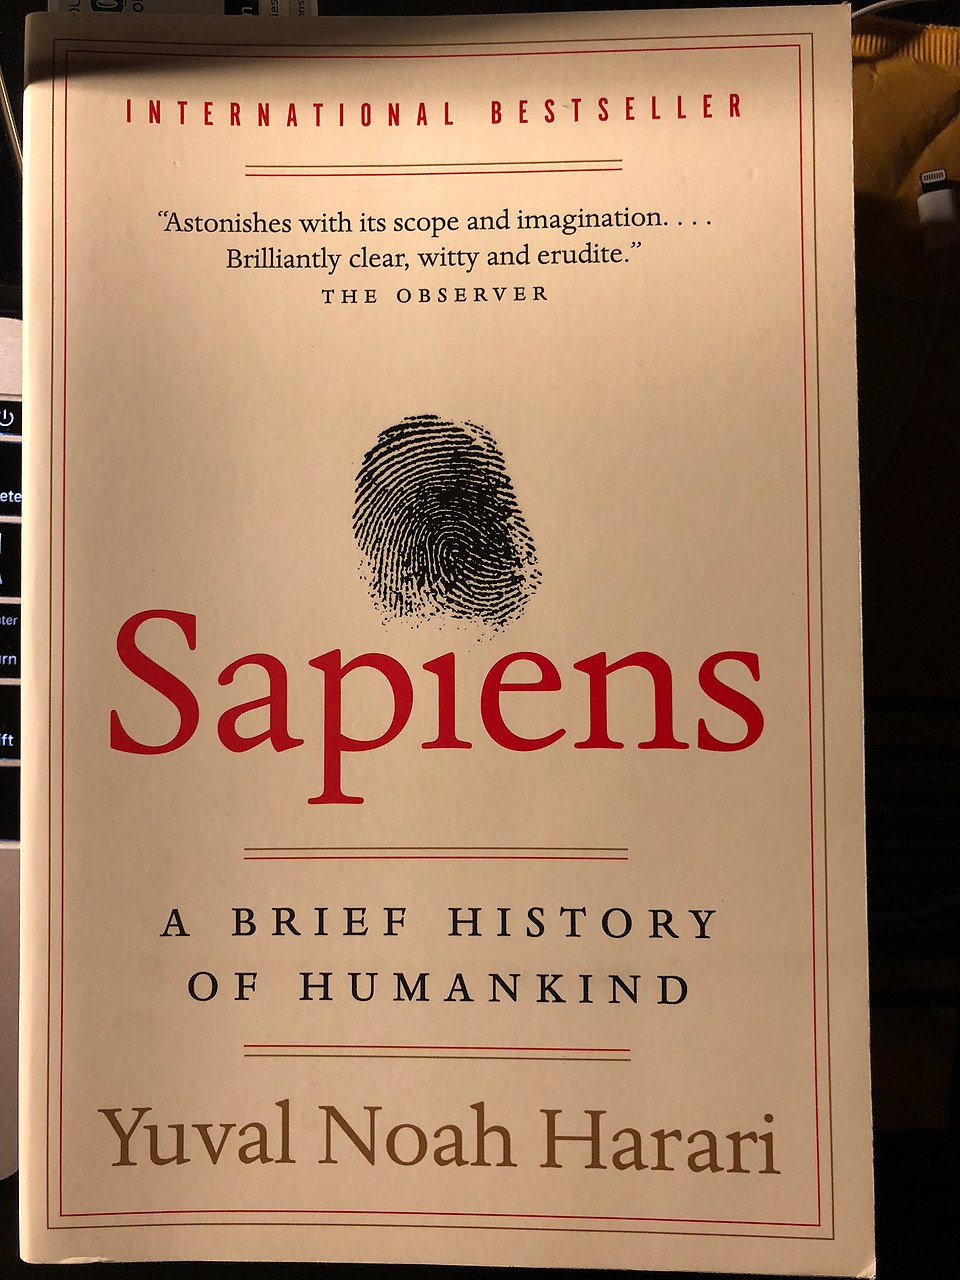 INTERNATIONAL BESTSELLER
“Astonishes with its scope and imagination. . . .
Brilliantly clear, witty and erudite.”
THE OBSERVER
Sapiens
A BRIEF HISTORY
OF HUMANKIND
Yuval Noah Harari